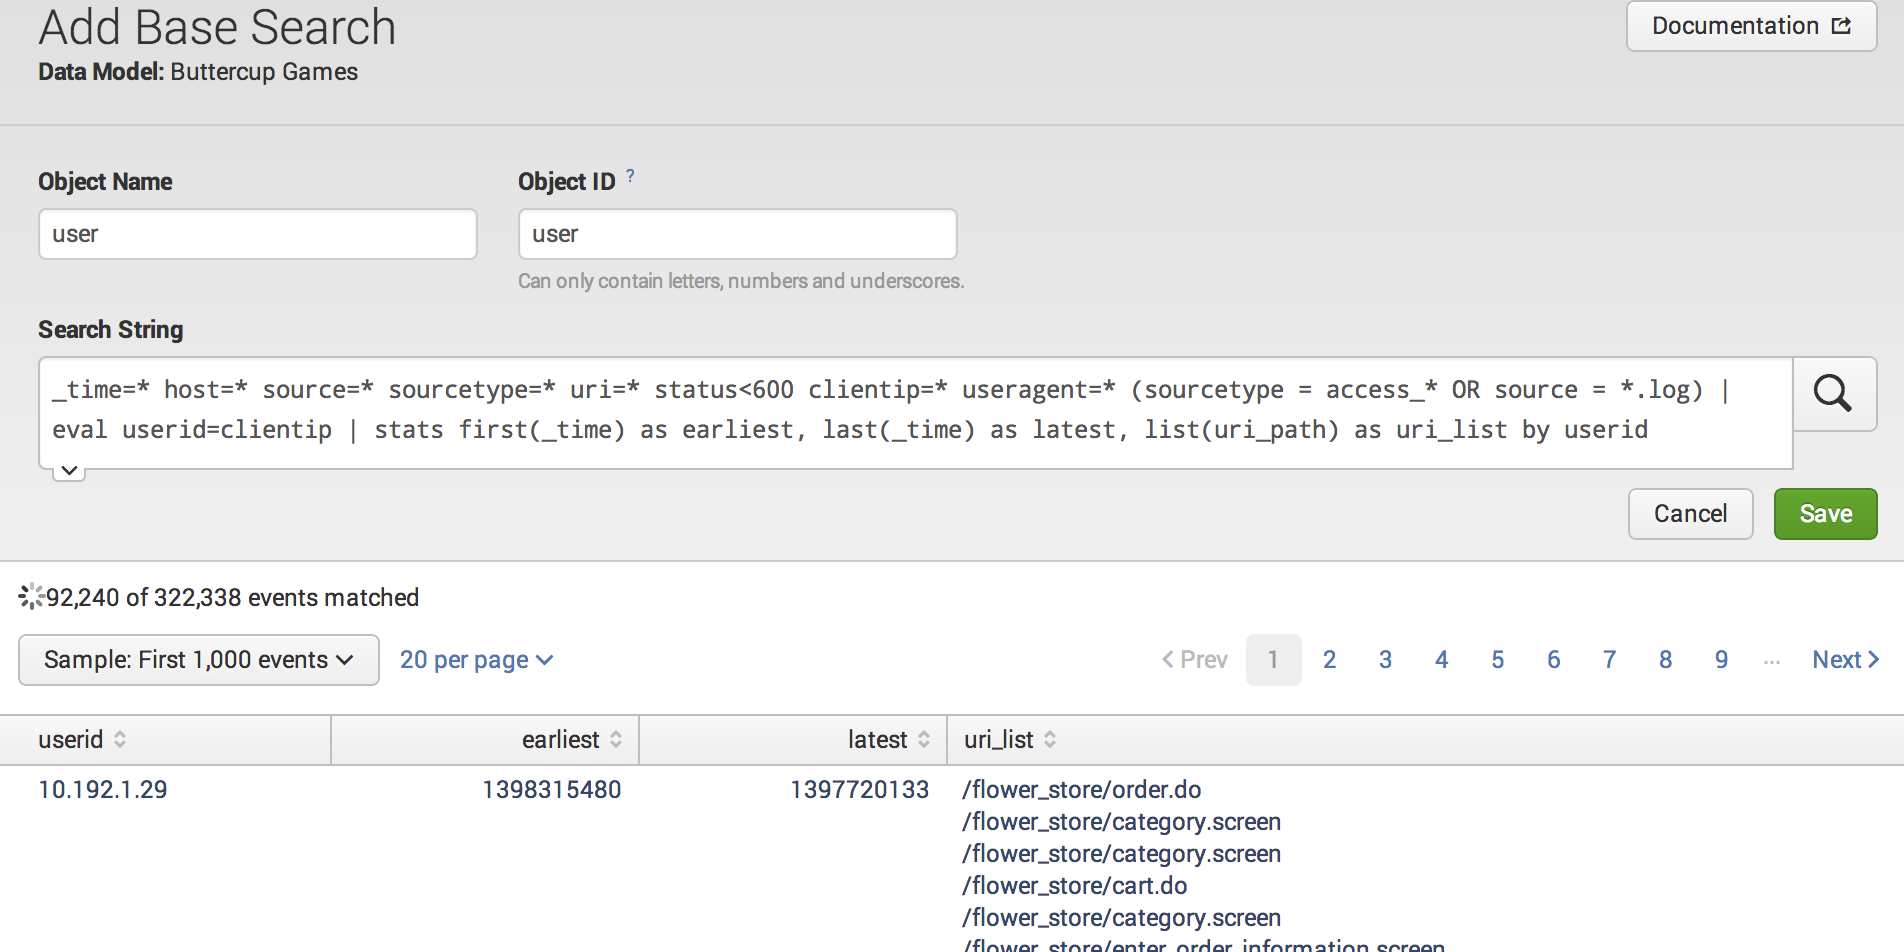 Add Base Search
Documentation
Data Model: Buttercup Games
Object Name
Object ID ?
user
user
Can only contain letters, numbers and underscores.
Search String
_time=* host=* source=* sourcetype=* uri=* status<600 clientip=* useragent=* (sourcetype = access_* OR source = *.log) |
eval userid=clientip | stats first(_time) as earliest, last(_time) as latest, list(uri_path) as uri_list by userid
Cancel
Save
92,240 of 322,338 events matched
Sample: First 1,000 events
20 per page
Prev 1 2 3 4 5 6 7 8 9 ... Next
userid earliest latest uri_list
10.192.1.29 1398315480 1397720133 /flower_store/order.do
/flower_store/category.screen
/flower_store/category.screen
/flower_store/cart.do
/flower_store/category.screen
/flower_store/enter_order_information.screen